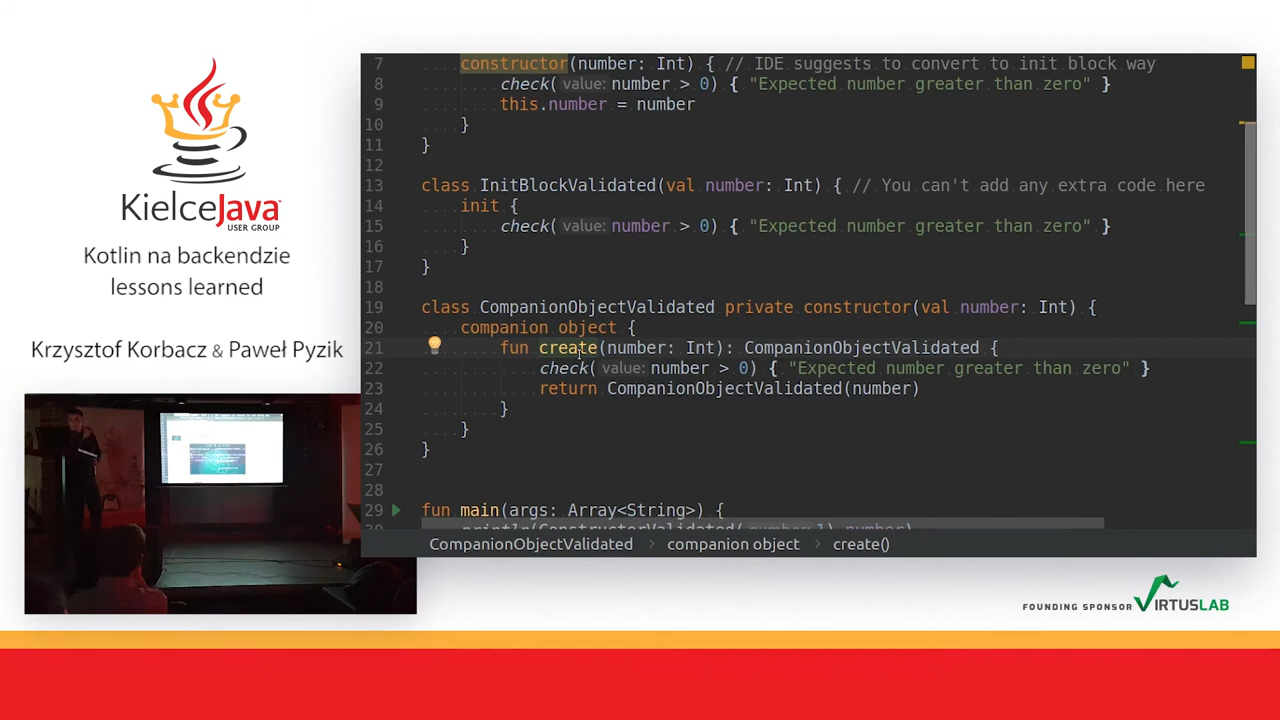 KielceJava
USER GROUP
Kotlin na backendzie
lessons learned
Krzysztof Korbacz & Paweł Pyzik
7 constructor(number: Int) { // IDE suggests to convert to init block way
8 check( value: number > 0) { "Expected number greater than zero" }
9 this.number = number
10 }
11 }
12
13 class InitBlockValidated(val number: Int) { // You can't add any extra code here
14 init {
15 check( value: number > 0) { "Expected number greater than zero" }
16 }
17 }
18
19 class CompanionObjectValidated private constructor(val number: Int) {
20 companion object {
21 fun create(number: Int): CompanionObjectValidated {
22 check( value: number > 0) { "Expected number greater than zero" }
23 return CompanionObjectValidated(number)
24 }
25 }
26 }
27
28
29 fun main(args: Array<String>) {
30 println(ConstructorValidated( number: 1).number)
CompanionObjectValidated > companion object > create()
FOUNDING SPONSOR VIRTUSLAB